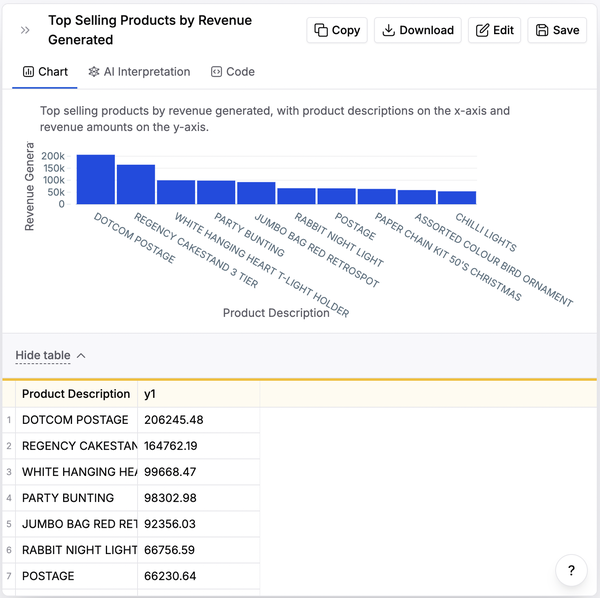 Top Selling Products by Revenue
Generated
Copy
Download
Edit
Save
Chart
AI Interpretation
Code
Top selling products by revenue generated, with product descriptions on the x-axis and
revenue amounts on the y-axis.
Revenue Genera
200k
150k
100k
50k
0
DOTCOM POSTAGE
REGENCY CAKESTAND 3 TIER
WHITE HANGING HEART T-LIGHT HOLDER
PARTY BUNTING
JUMBO BAG RED RETROSPOT
RABBIT NIGHT LIGHT
POSTAGE
PAPER CHAIN KIT 50'S CHRISTMAS
ASSORTED COLOUR BIRD ORNAMENT
CHILLI LIGHTS
Product Description
Hide table
Product Description y1
1 DOTCOM POSTAGE 206245.48
2 REGENCY CAKESTAN 164762.19
3 WHITE HANGING HEA 99668.47
4 PARTY BUNTING 98302.98
5 JUMBO BAG RED RET 92356.03
6 RABBIT NIGHT LIGHT 66756.59
7 POSTAGE 66230.64
?